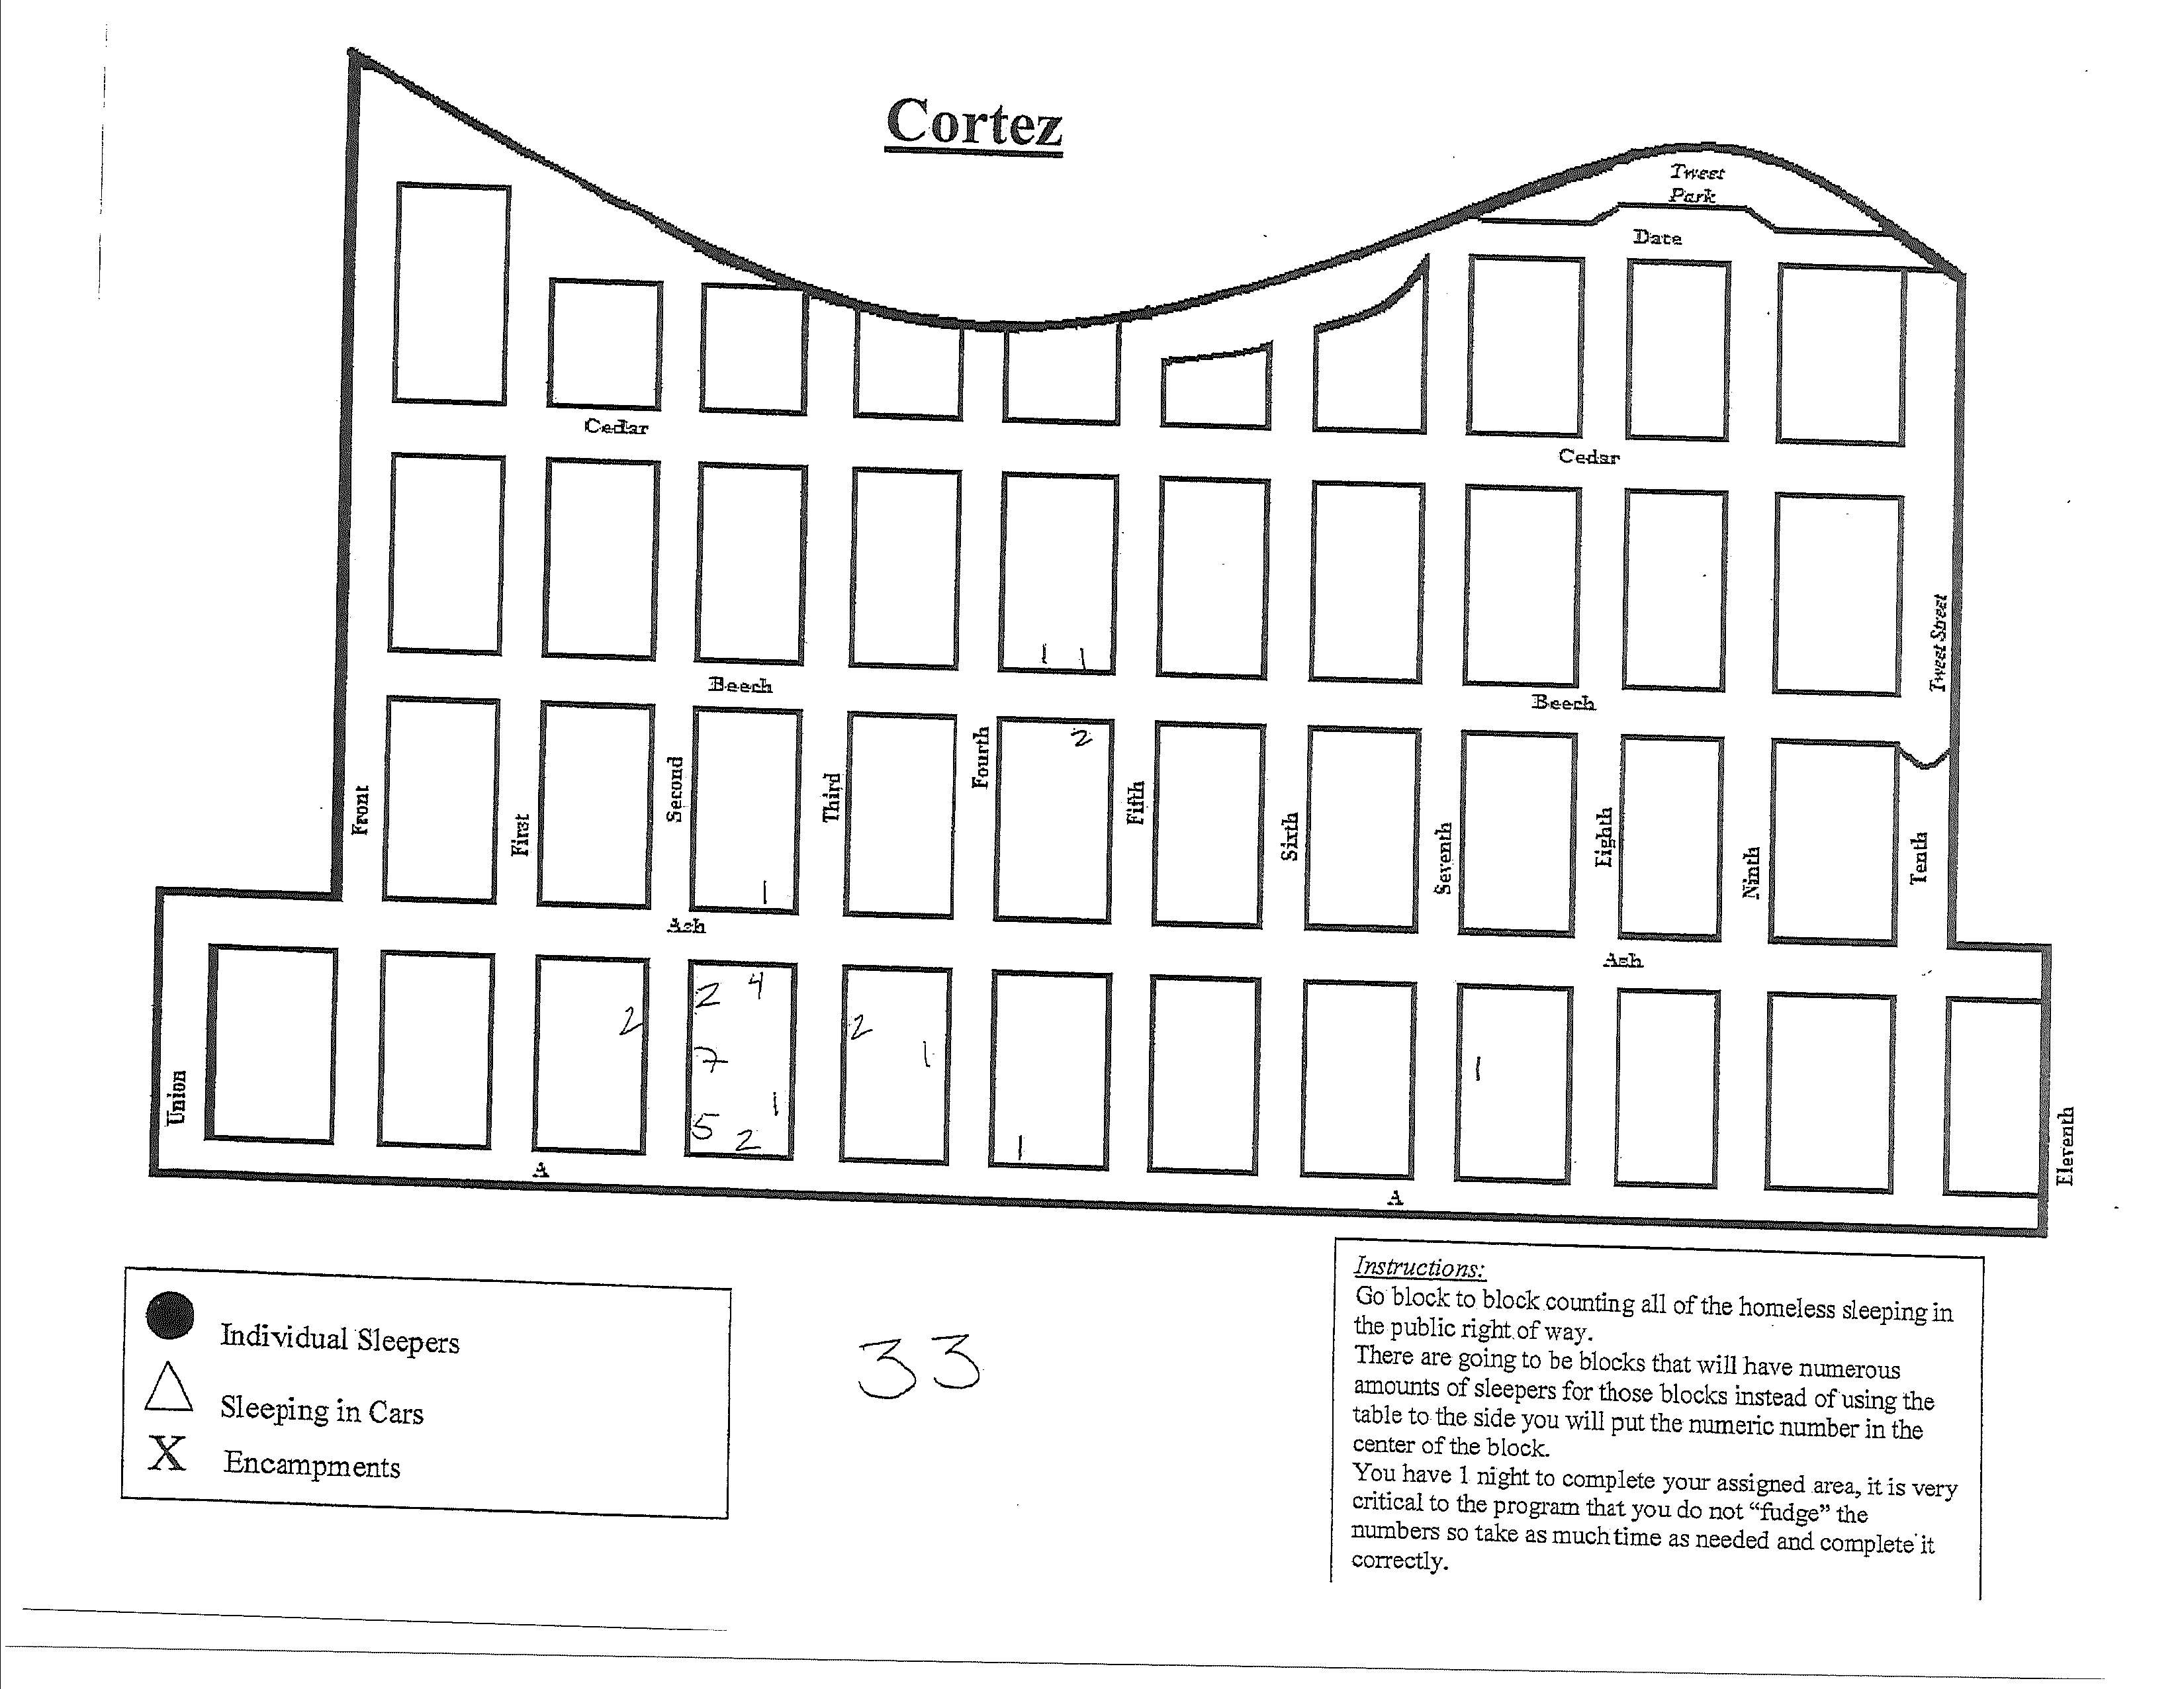 Cortez
Tweet
Park
Date
Cedar
Cedar
1 1
Beech
Beech
Tweet Street
2
Front
First
Second
Third
Fourth
Fifth
Sixth
Seventh
Eighth
Ninth
Tenth
1
Ash
Ash
2
2 4
7
1
5 2
2
1
1
1
Union
Eleventh
A
A
Individual Sleepers
Sleeping in Cars
X Encampments
33
Instructions:
Go block to block counting all of the homeless sleeping in
the public right of way.
There are going to be blocks that will have numerous
amounts of sleepers for those blocks instead of using the
table to the side you will put the numeric number in the
center of the block.
You have 1 night to complete your assigned area, it is very
critical to the program that you do not “fudge” the
numbers so take as much time as needed and complete it
correctly.